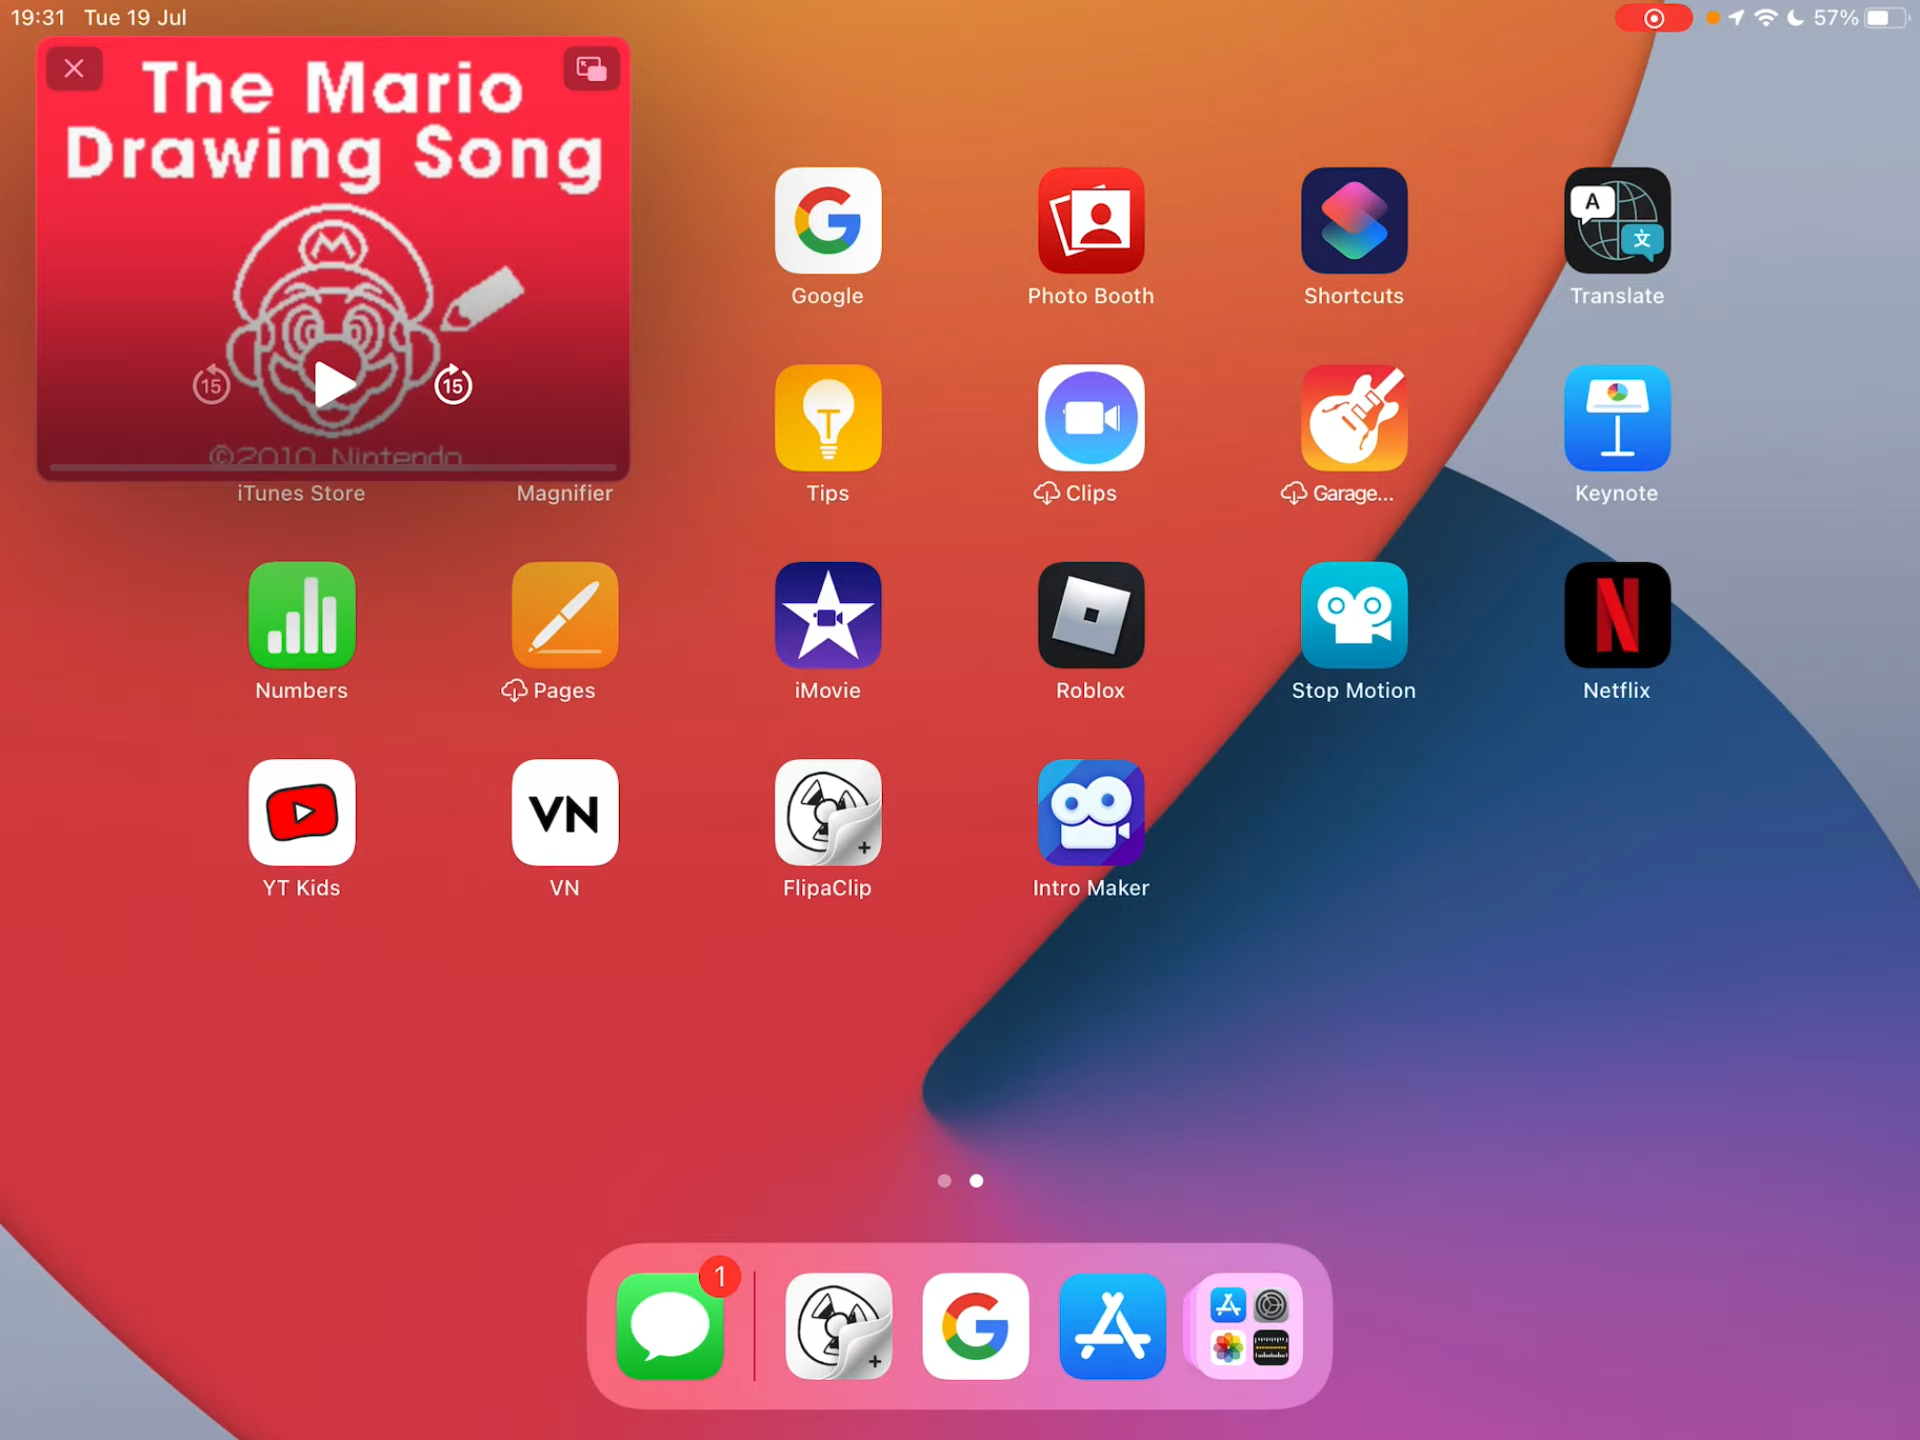 19:31 Tue 19 Jul
57%
The Mario
Drawing Song
M
15
15
©2010 Nintendo
Google
Photo Booth
Shortcuts
A
文
Translate
iTunes Store
Magnifier
T
Tips
Clips
Garage...
Keynote
Numbers
Pages
iMovie
Roblox
Stop Motion
N
Netflix
YT Kids
VN
VN
FlipaClip
Intro Maker
1